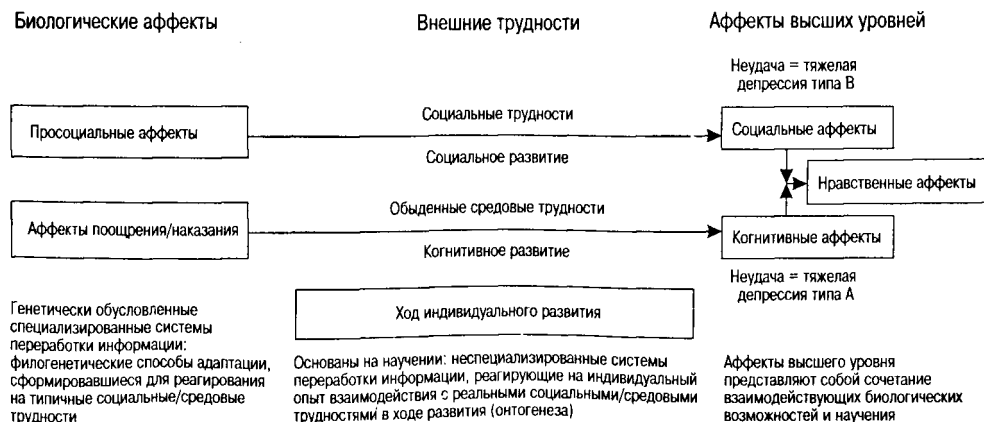 Биологические аффекты
Внешние трудности
Аффекты высших уровней
Неудача = тяжелая
депрессия типа В
Просоциальные аффекты
Социальные трудности
Социальное развитие
Социальные аффекты
Нравственные аффекты
Аффекты поощрения/наказания
Обыденные средовые трудности
Когнитивное развитие
Когнитивные аффекты
Неудача = тяжелая
депрессия типа А
Генетически обусловленные
специализированные системы
переработки информации:
филогенетические способы адаптации,
сформировавшиеся для реагирования
на типичные социальные/средовые
трудности
Ход индивидуального развития
Основаны на научении: неспециализированные системы
переработки информации, реагирующие на индивидуальный
опыт взаимодействия с реальными социальными/средовыми
трудностями в ходе развития (онтогенеза)
Аффекты высшего уровня
представляют собой сочетание
взаимодействующих биологических
возможностей и научения